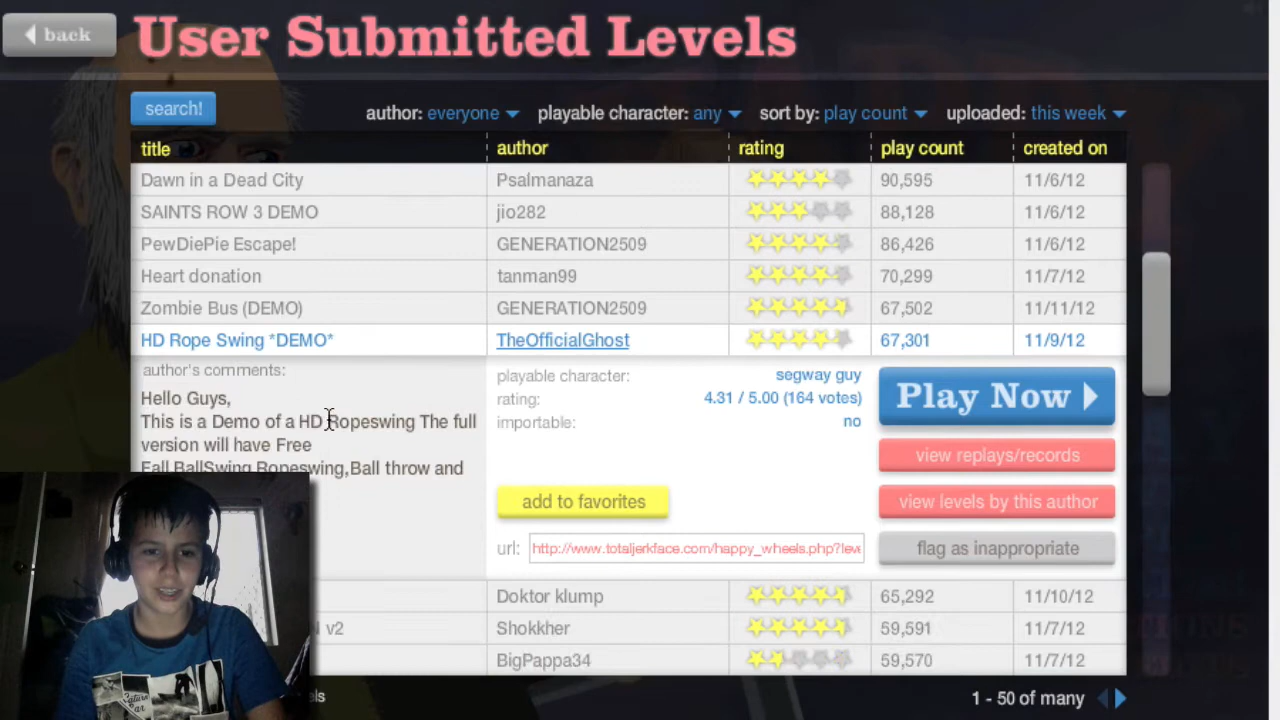 back
User Submitted Levels
search!
author: everyone playable character: any sort by: play count uploaded: this week
title author rating play count created on
Dawn in a Dead City Psalmanaza 90,595 11/6/12
SAINTS ROW 3 DEMO jio282 88,128 11/6/12
PewDiePie Escape! GENERATION2509 86,426 11/6/12
Heart donation tanman99 70,299 11/7/12
Zombie Bus (DEMO) GENERATION2509 67,502 11/11/12
HD Rope Swing *DEMO* TheOfficialGhost 67,301 11/9/12
author's comments:
Hello Guys,
This is a Demo of a HD Ropeswing The full
version will have Free
Fall BallSwing Ropeswing,Ball throw and
playable character: segway guy
rating: 4.31 / 5.00 (164 votes)
importable: no
add to favorites
url: http://www.totaljerkface.com/happy_wheels.php?leve
Play Now
view replays/records
view levels by this author
flag as inappropriate
Doktor klump 65,292 11/10/12
v2 Shokkher 59,591 11/7/12
BigPappa34 59,570 11/7/12
1 - 50 of many